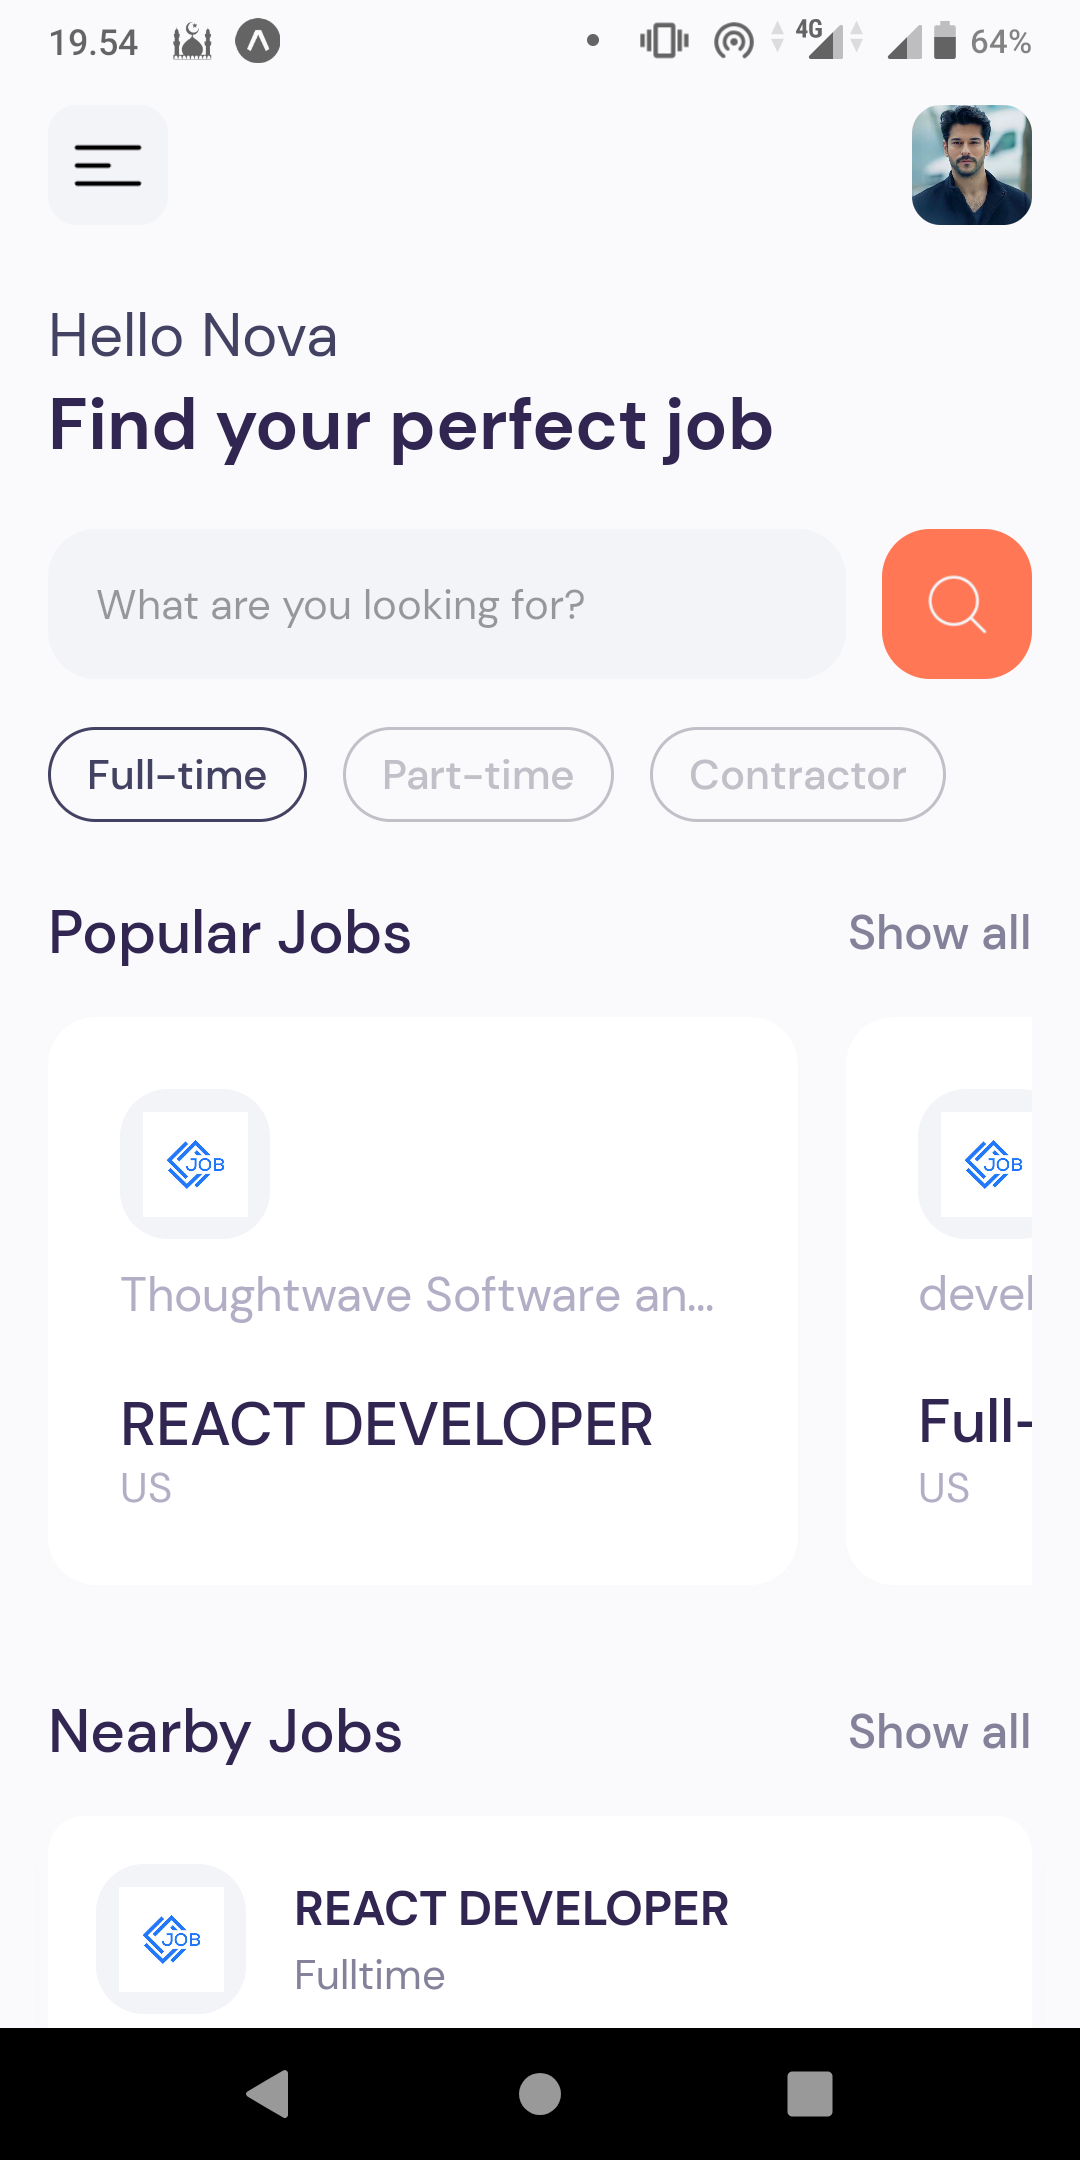 19.54
4G
64%
Hello Nova
Find your perfect job
What are you looking for?
Full-time
Part-time
Contractor
Popular Jobs
Show all
JOB
JOB
Thoughtwave Software an...
devel
REACT DEVELOPER
Full-
US
US
Nearby Jobs
Show all
JOB
REACT DEVELOPER
Fulltime